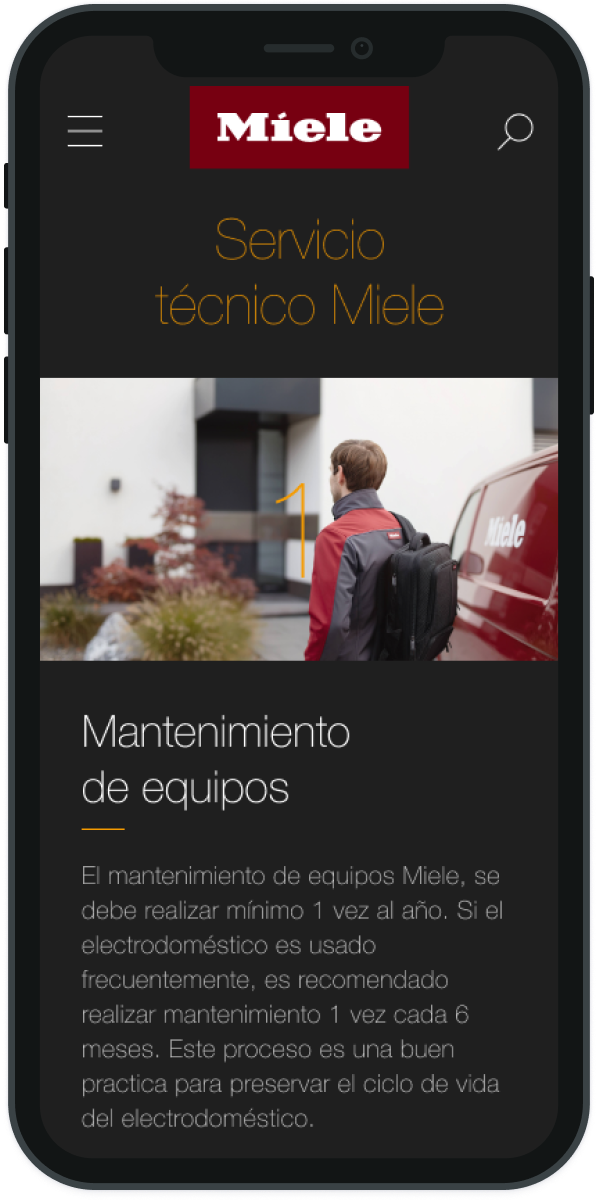 Miele
Servicio
técnico Miele
1
Miele
Mantenimiento
de equipos
El mantenimiento de equipos Miele, se
debe realizar mínimo 1 vez al año. Si el
electrodoméstico es usado
frecuentemente, es recomendado
realizar mantenimiento 1 vez cada 6
meses. Este proceso es una buen
practica para preservar el ciclo de vida
del electrodoméstico.